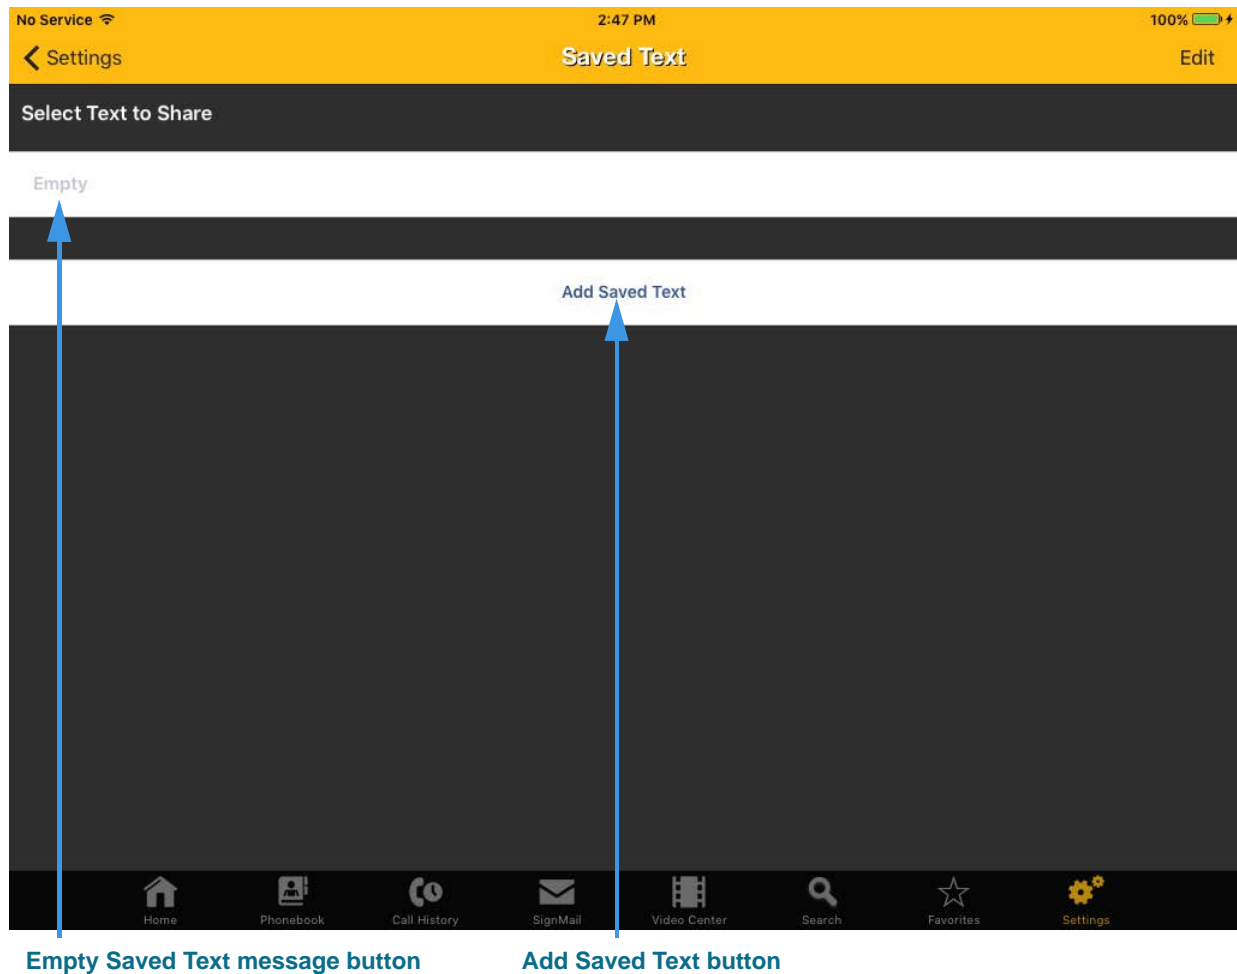 No Service 2:47 PM 100%
Settings Saved Text Edit
Select Text to Share
Empty
Add Saved Text
Home Phonebook Call History SignMail Video Center Search Favorites Settings
Empty Saved Text message button Add Saved Text button